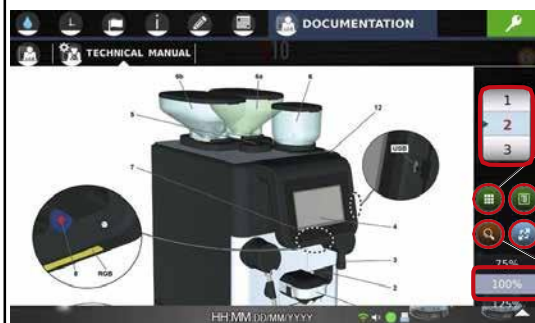 DOCUMENTATION
TECHNICAL MANUAL
6b
6a
6
5
12
USB
7
4
8
RGB
3
2
1
2
3
75%
100%
125%
HH:MM DD/MM/YYYY